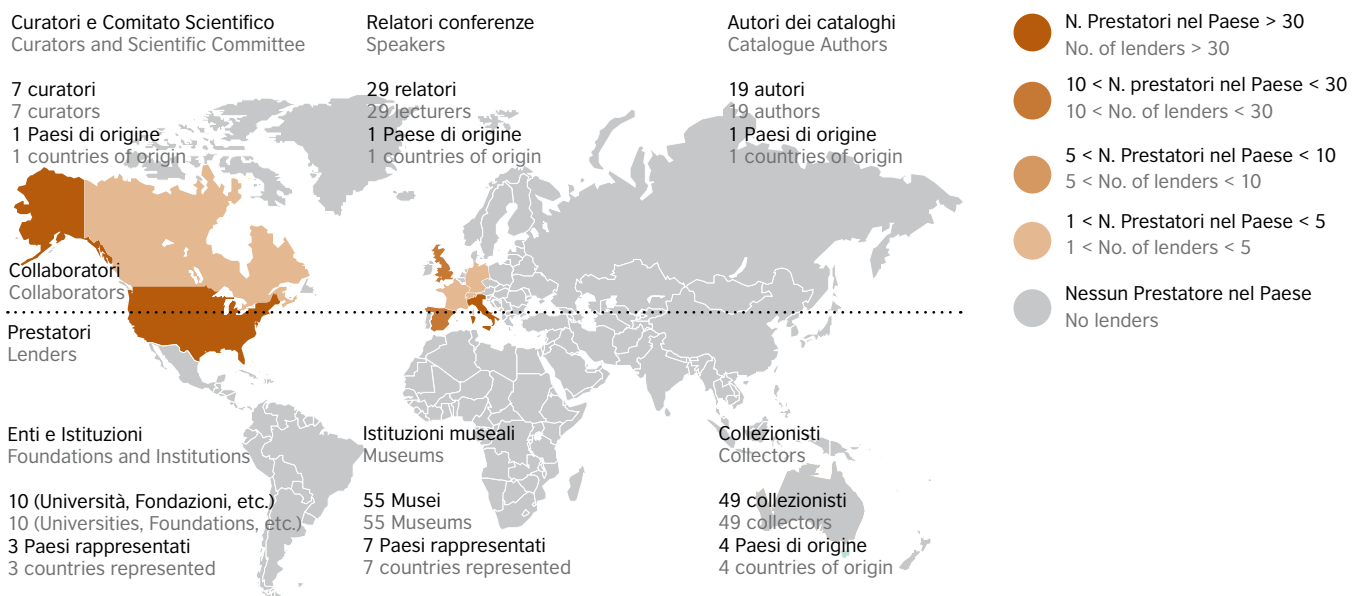 Curatori e Comitato Scientifico
Curators and Scientific Committee
7 curatori
7 curators
1 Paesi di origine
1 countries of origin
Relatori conferenze
Speakers
29 relatori
29 lecturers
1 Paese di origine
1 countries of origin
Autori dei cataloghi
Catalogue Authors
19 autori
19 authors
1 Paesi di origine
1 countries of origin
N. Prestatori nel Paese > 30
No. of lenders > 30
10 < N. prestatori nel Paese < 30
10 < No. of lenders < 30
5 < N. Prestatori nel Paese < 10
5 < No. of lenders < 10
1 < N. Prestatori nel Paese < 5
1 < No. of lenders < 5
Nessun Prestatore nel Paese
No lenders
Collaboratori
Collaborators
Prestatori
Lenders
Enti e Istituzioni
Foundations and Institutions
10 (Università, Fondazioni, etc.)
10 (Universities, Foundations, etc.)
3 Paesi rappresentati
3 countries represented
Istituzioni museali
Museums
55 Musei
55 Museums
7 Paesi rappresentati
7 countries represented
Collezionisti
Collectors
49 collezionisti
49 collectors
4 Paesi di origine
4 countries of origin